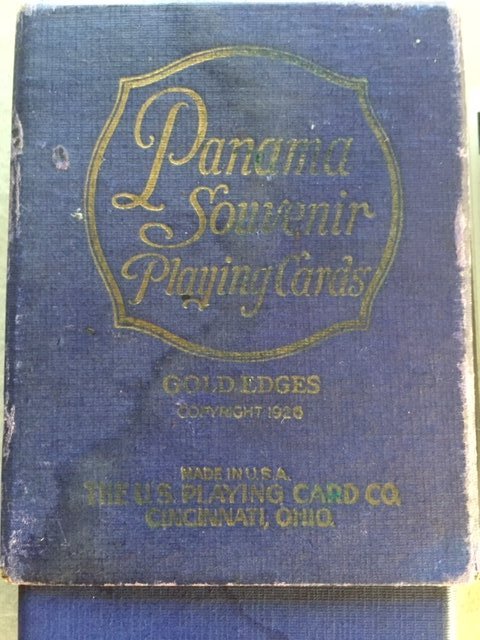 Panama
Souvenir
Playing Cards
GOLD EDGES
COPYRIGHT 1926
MADE IN U.S.A.
THE U.S. PLAYING CARD CO.
CINCINNATI, OHIO.